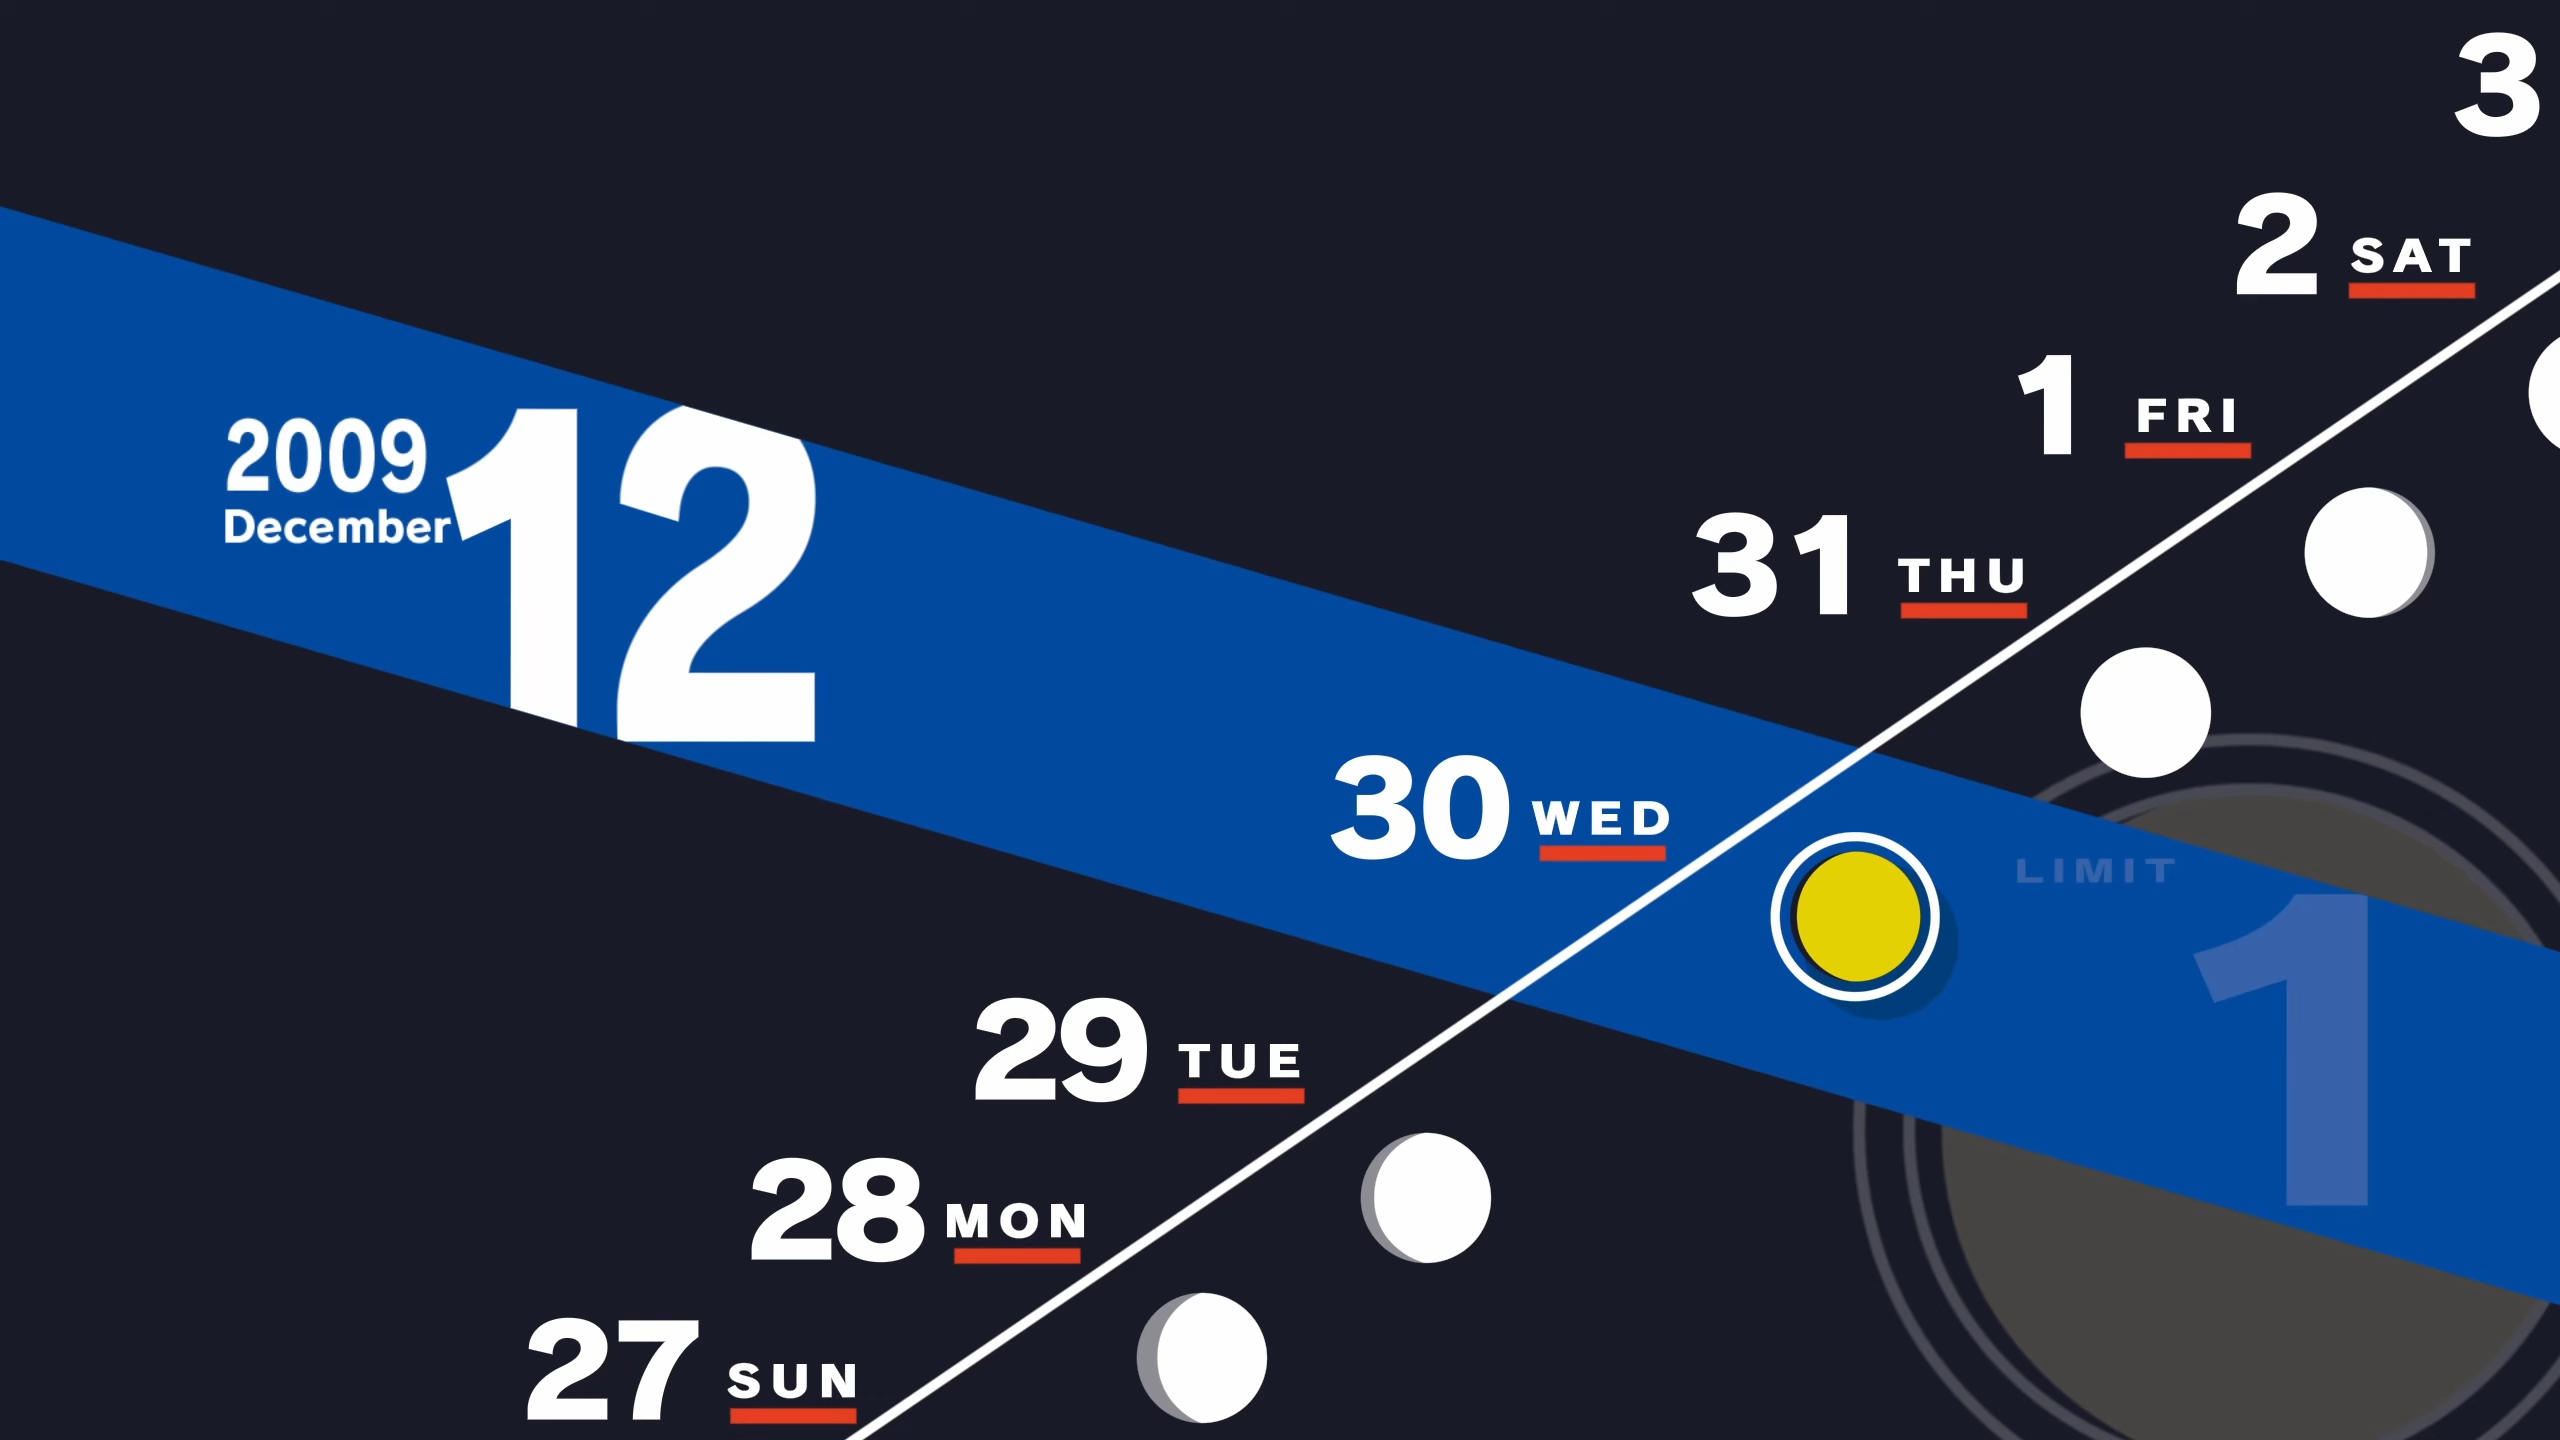 3
2 SAT
1 FRI
2009
December
12
31 THU
30 WED
LIMIT
1
29 TUE
28 MON
27 SUN